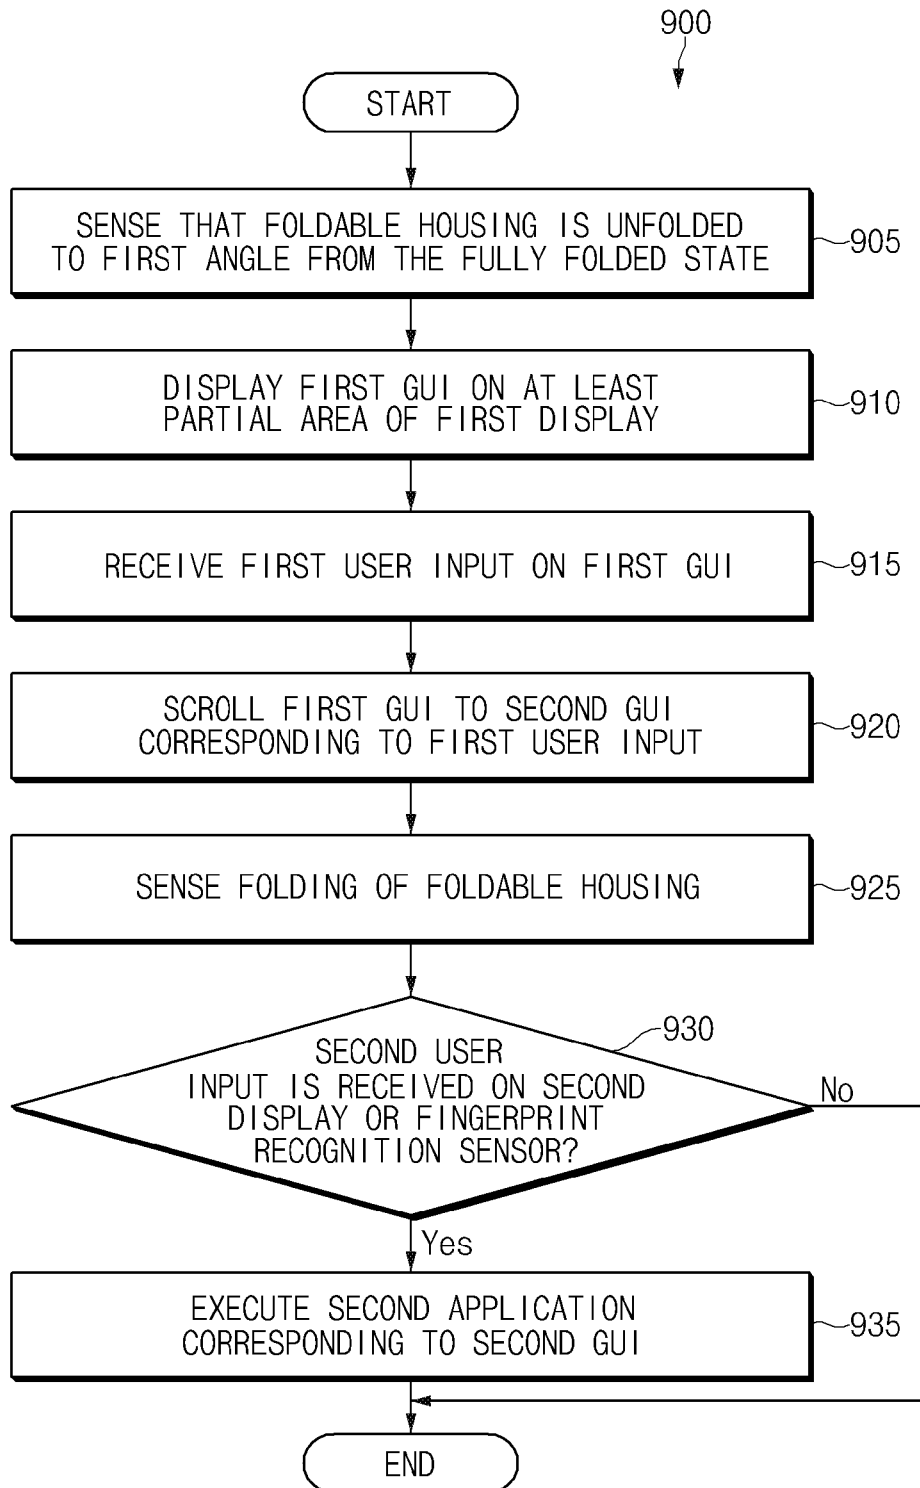 900
START
SENSE THAT FOLDABLE HOUSING IS UNFOLDED
TO FIRST ANGLE FROM THE FULLY FOLDED STATE
905
DISPLAY FIRST GUI ON AT LEAST
PARTIAL AREA OF FIRST DISPLAY
910
RECEIVE FIRST USER INPUT ON FIRST GUI
915
SCROLL FIRST GUI TO SECOND GUI
CORRESPONDING TO FIRST USER INPUT
920
SENSE FOLDING OF FOLDABLE HOUSING
925
930
SECOND USER
INPUT IS RECEIVED ON SECOND
DISPLAY OR FINGERPRINT
RECOGNITION SENSOR?
No
Yes
EXECUTE SECOND APPLICATION
CORRESPONDING TO SECOND GUI
935
END